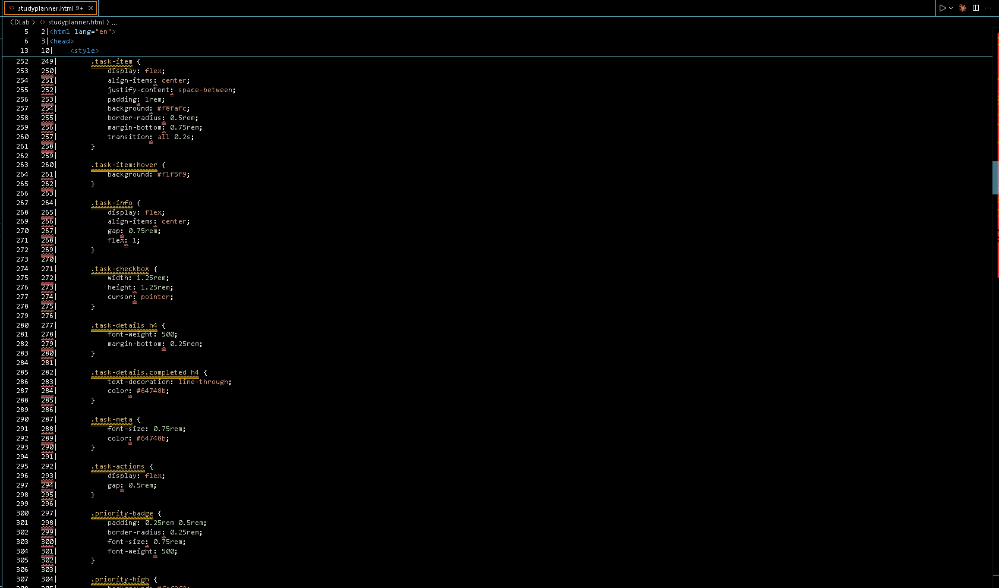 studyplanner.html 9+
CDLab > studyplanner.html > ...
5 2|<html lang="en">
6 3|<head>
13 10|    <style>
252 249|        .task-item {
253 250|            display: flex;
254 251|            align-items: center;
255 252|            justify-content: space-between;
256 253|            padding: 1rem;
257 254|            background: #f8fafc;
258 255|            border-radius: 0.5rem;
259 256|            margin-bottom: 0.75rem;
260 257|            transition: all 0.2s;
261 258|        }
262 259|
263 260|        .task-item:hover {
264 261|            background: #f1f5f9;
265 262|        }
266 263|
267 264|        .task-info {
268 265|            display: flex;
269 266|            align-items: center;
270 267|            gap: 0.75rem;
271 268|            flex: 1;
272 269|        }
273 270|
274 271|        .task-checkbox {
275 272|            width: 1.25rem;
276 273|            height: 1.25rem;
277 274|            cursor: pointer;
278 275|        }
279 276|
280 277|        .task-details h4 {
281 278|            font-weight: 500;
282 279|            margin-bottom: 0.25rem;
283 280|        }
284 281|
285 282|        .task-details.completed h4 {
286 283|            text-decoration: line-through;
287 284|            color: #64748b;
288 285|        }
289 286|
290 287|        .task-meta {
291 288|            font-size: 0.75rem;
292 289|            color: #64748b;
293 290|        }
294 291|
295 292|        .task-actions {
296 293|            display: flex;
297 294|            gap: 0.5rem;
298 295|        }
299 296|
300 297|        .priority-badge {
301 298|            padding: 0.25rem 0.5rem;
302 299|            border-radius: 0.25rem;
303 300|            font-size: 0.75rem;
304 301|            font-weight: 500;
305 302|        }
306 303|
307 304|        .priority-high {